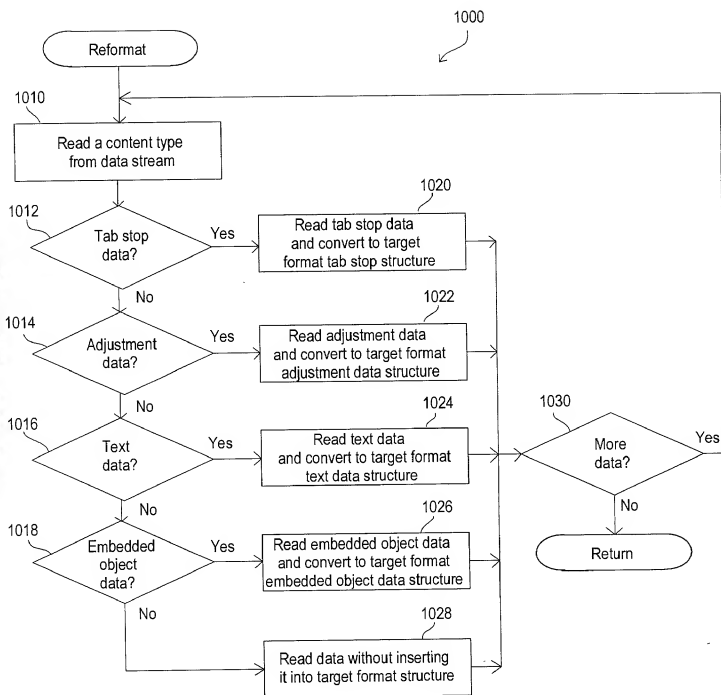 1000
Reformat
1010
Read a content type
from data stream
1012
Tab stop
data?
Yes
No
1020
Read tab stop data
and convert to target
format tab stop structure
1014
Adjustment
data?
Yes
No
1022
Read adjustment data
and convert to target format
adjustment data structure
1016
Text
data?
Yes
No
1024
Read text data
and convert to target format
text data structure
1030
More
data?
Yes
No
Return
1018
Embedded
object
data?
Yes
No
1026
Read embedded object data
and convert to target format
embedded object data structure
1028
Read data without inserting
it into target format structure